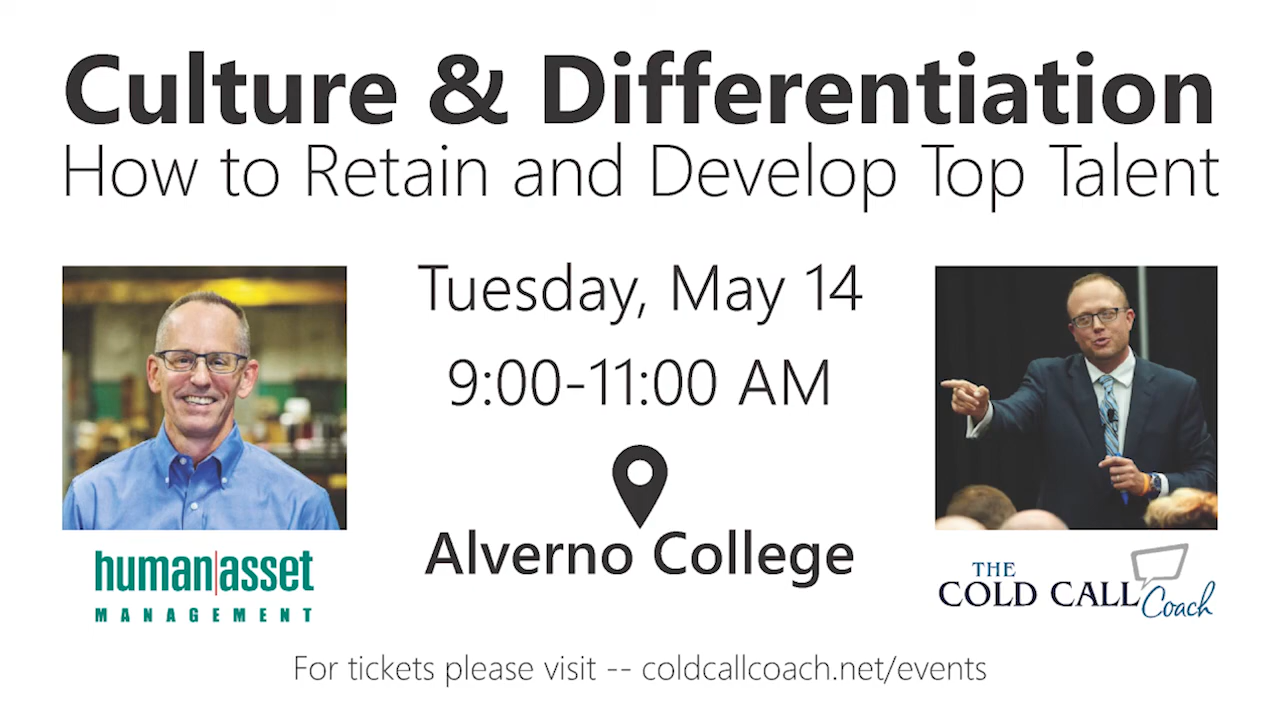 Culture & Differentiation
How to Retain and Develop Top Talent
Tuesday, May 14
9:00-11:00 AM
Alverno College
human|asset
MANAGEMENT
THE
COLD CALL Coach
For tickets please visit -- coldcallcoach.net/events